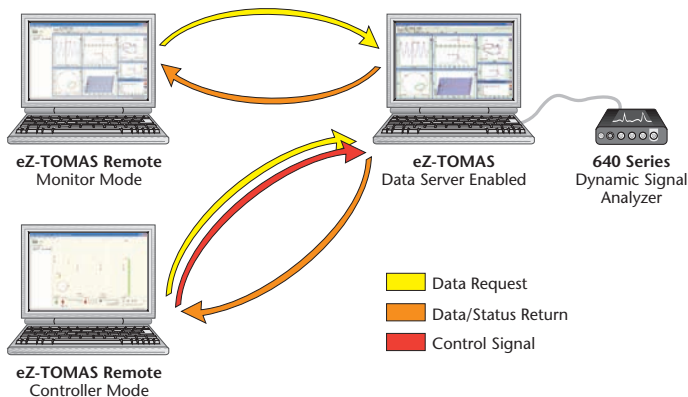 eZ-TOMAS Remote
Monitor Mode
eZ-TOMAS
Data Server Enabled
640 Series
Dynamic Signal
Analyzer
Data Request
Data/Status Return
Control Signal
eZ-TOMAS Remote
Controller Mode